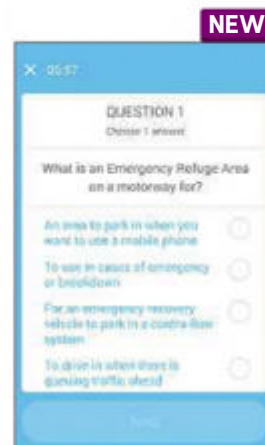 NEW
× 05:57
QUESTION 1
Choose 1 answer
What is an Emergency Refuge Area
on a motorway for?
An area to park in when you
want to use a mobile phone
To use in cases of emergency
or breakdown
For an emergency recovery
vehicle to park in a contra-flow
system
To drive in when there is
queuing traffic ahead
Next